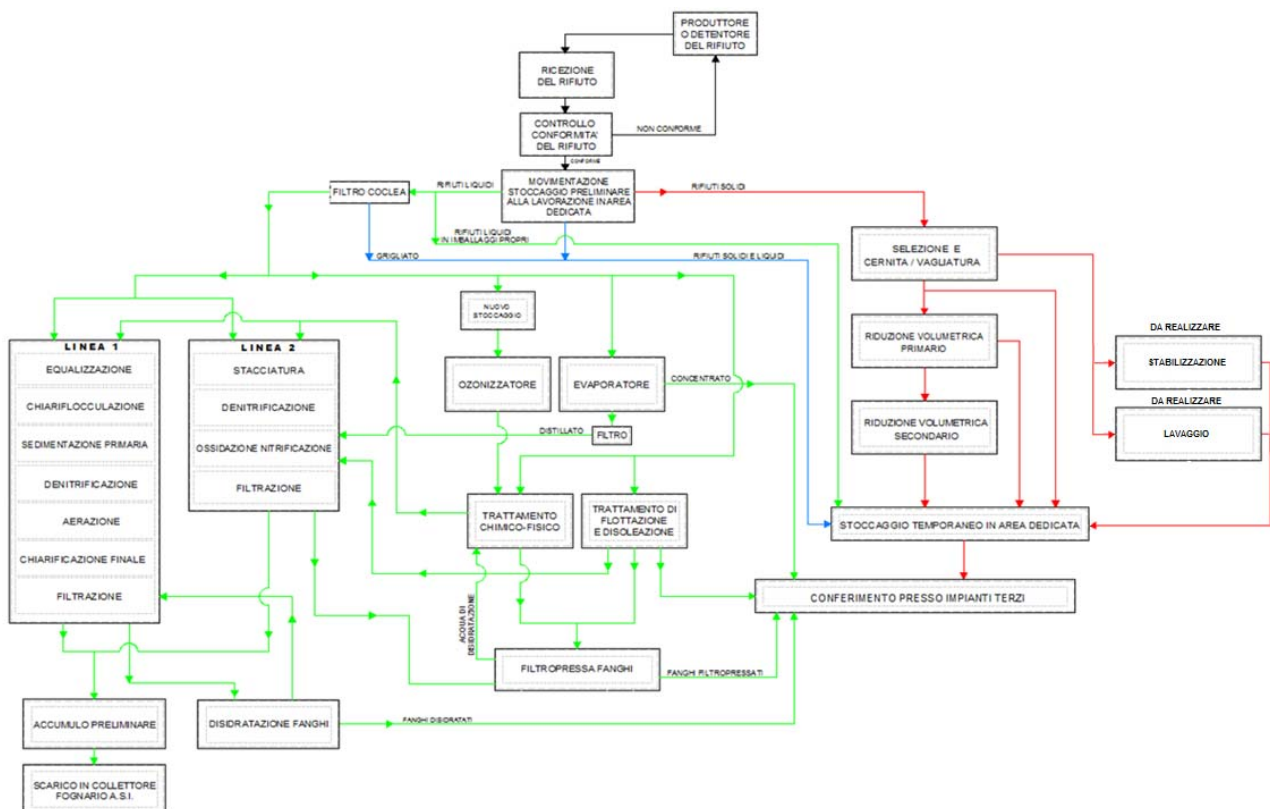 PRODUTTORE
O DETENTORE
DEL RIFIUTO
RICEZIONE
DEL RIFIUTO
CONTROLLO
CONFORMITA'
DEL RIFIUTO
NON CONFORME
CONFORME
FILTRO COCLEA
RIFIUTI LIQUIDI
MOVIMENTAZIONE
STOCCAGGIO PRELIMINARE
ALLA LAVORAZIONE IN AREA
DEDICATA
RIFIUTI SOLIDI
RIFIUTI LIQUIDI
IN IMBALLAGGI PROPRI
GRIGLIATO
RIFIUTI SOLIDI E LIQUIDI
SELEZIONE E
CERNITA / VAGLIATURA
NUOVO
STOCCAGGIO
RIDUZIONE VOLUMETRICA
PRIMARIO
DA REALIZZARE
STABILIZZAZIONE
LINEA 1
EQUALIZZAZIONE
CHIARIFLOCCULAZIONE
SEDIMENTAZIONE PRIMARIA
DENITRIFICAZIONE
AERAZIONE
CHIARIFICAZIONE FINALE
FILTRAZIONE
LINEA 2
STACCIATURA
DENITRIFICAZIONE
OSSIDAZIONE NITRIFICAZIONE
FILTRAZIONE
OZONIZZATORE
EVAPORATORE
CONCENTRATO
DISTILLATO
FILTRO
RIDUZIONE VOLUMETRICA
SECONDARIO
DA REALIZZARE
LAVAGGIO
TRATTAMENTO
CHIMICO-FISICO
TRATTAMENTO DI
FLOTTAZIONE
E DISOLEAZIONE
STOCCAGGIO TEMPORANEO IN AREA DEDICATA
CONFERIMENTO PRESSO IMPIANTI TERZI
ACQUA DI
DISIDRATAZIONE
FILTROPRESSA FANGHI
FANGHI FILTROPRESSATI
ACCUMULO PRELIMINARE
DISIDRATAZIONE FANGHI
FANGHI DISIDRATATI
SCARICO IN COLLETTORE
FOGNARIO A.S.I.